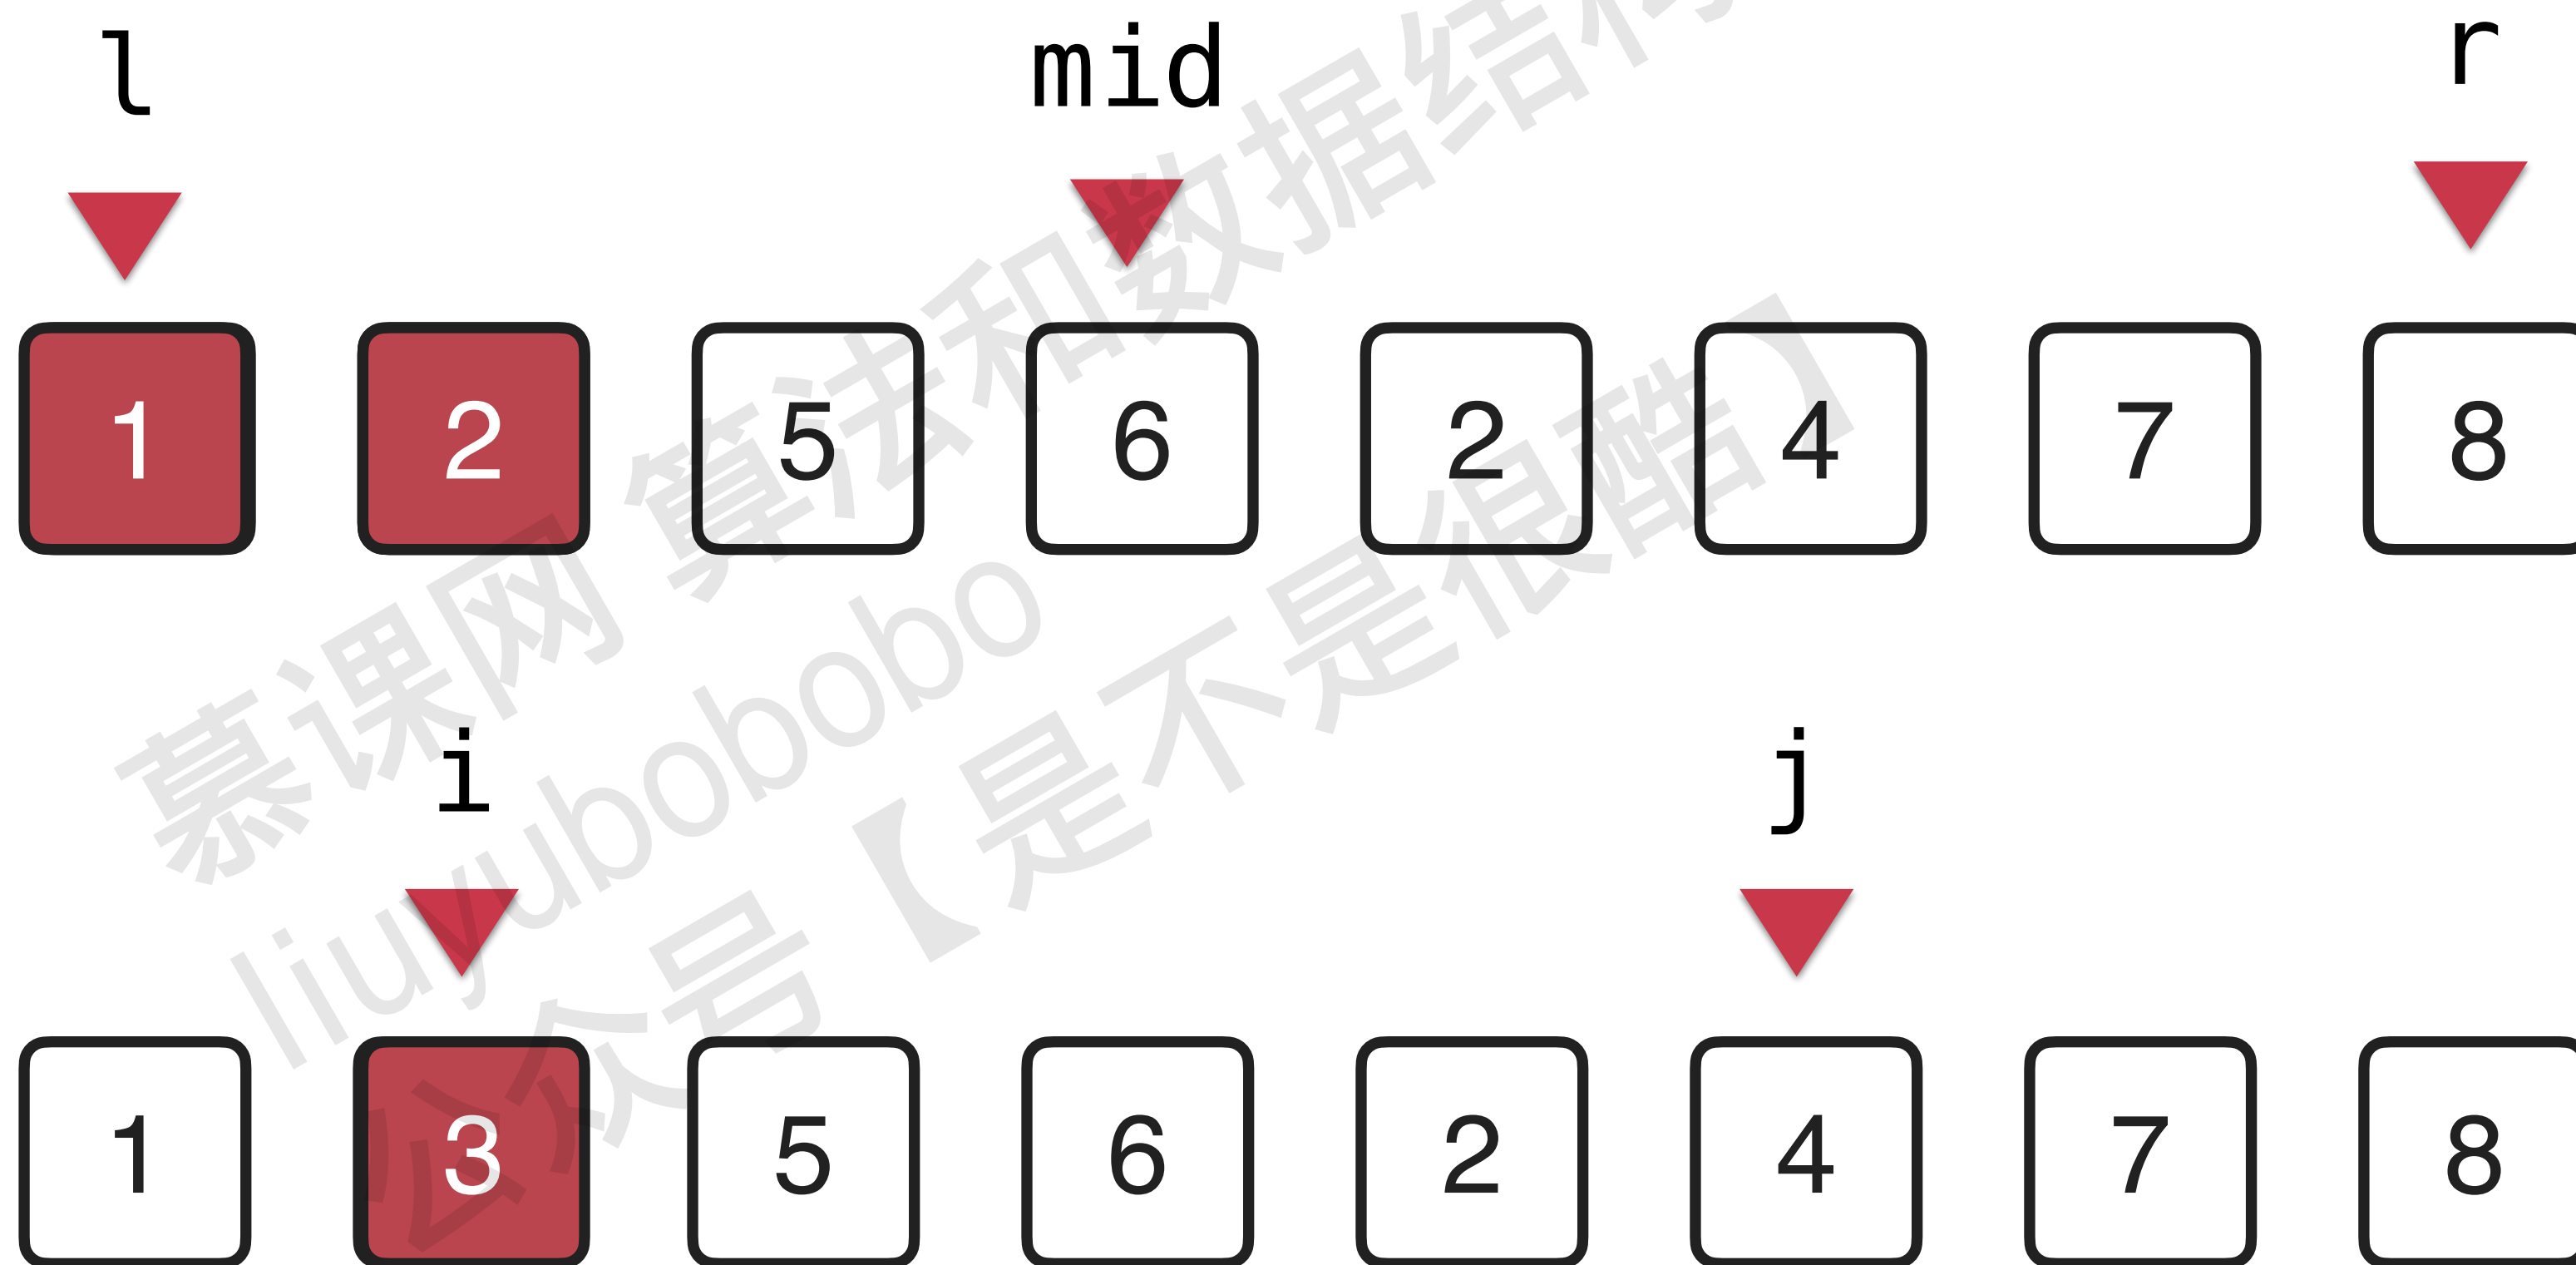 l mid r
1 2 5 6 2 4 7 8
i j
1 3 5 6 2 4 7 8
慕课网 算法和数据结构
liuyubobobo
公众号【是不是很酷】